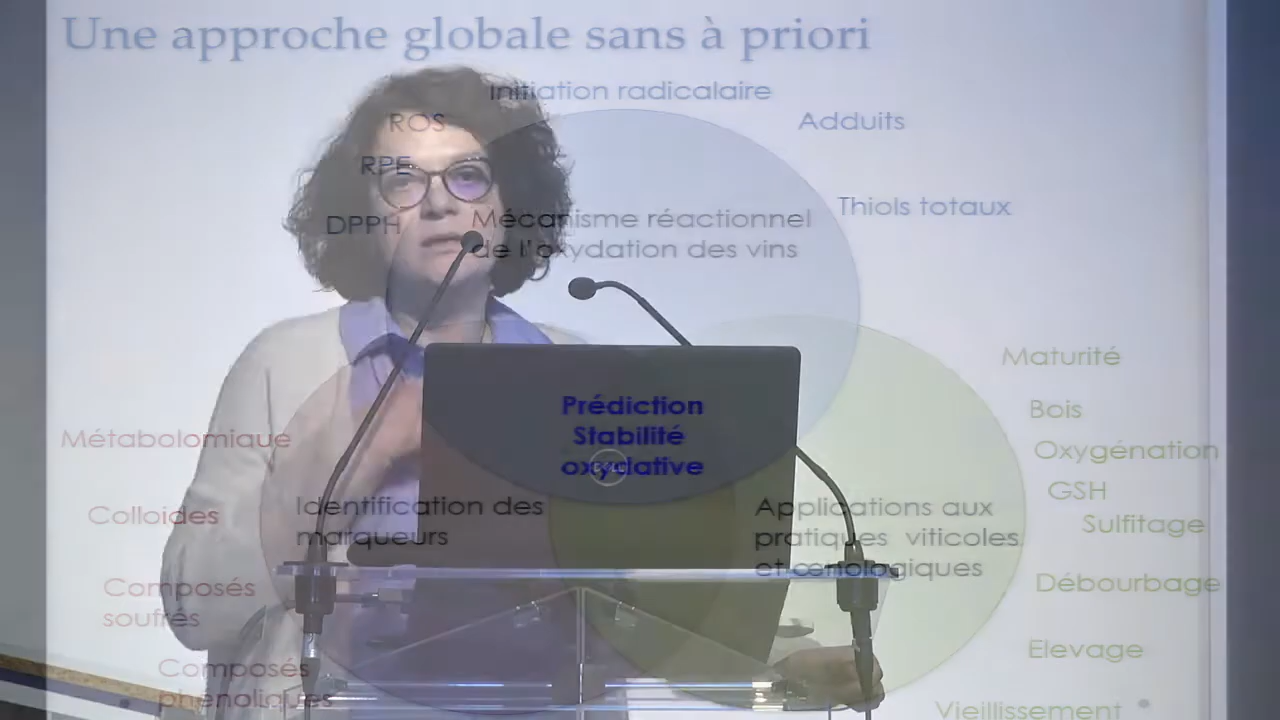 Une approche globale sans à priori
Initiation radicalaire
ROS
Adduits
RPE
Thiols totaux
DPPH
Mécanisme réactionnel
de l'oxydation des vins
Maturité
Prédiction
Stabilité
oxydative
Bois
Métabolomique
Oxygénation
GSH
Identification des
marqueurs
Colloides
Applications aux
pratiques viticoles
et œnologiques
Sulfitage
Composés
soufrés
Débourbage
Elevage
Composés
phénoliques
Vieillissement